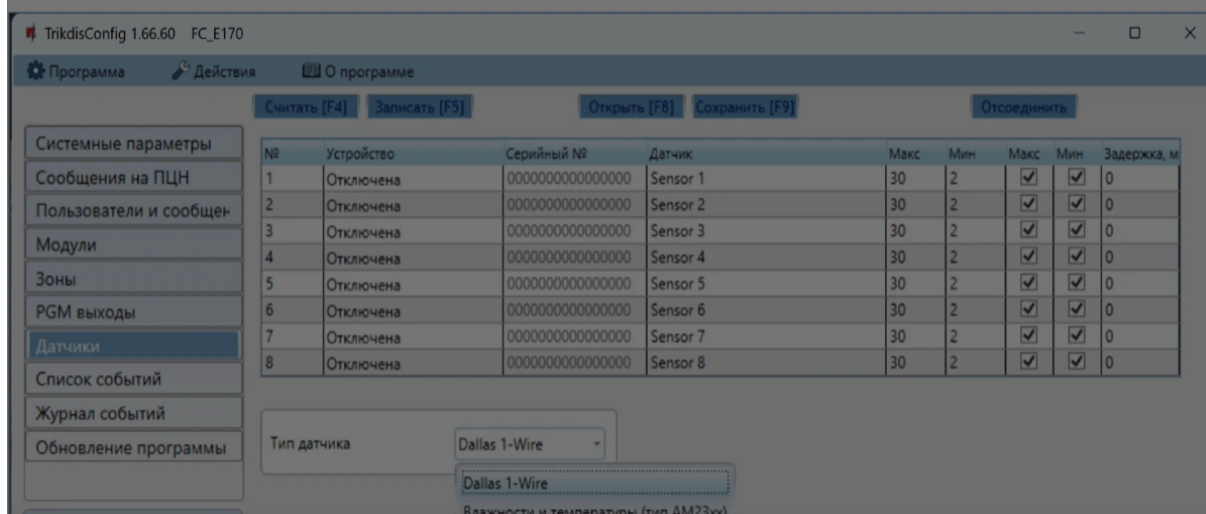 TrikdisConfig 1.66.60 FC_E170
Программа Действия О программе
Считать [F4] Записать [F5] Открыть [F8] Сохранить [F9] Отсоединить
Системные параметры
Сообщения на ПЦН
Пользователи и сообщен
Модули
Зоны
PGM выходы
Датчики
Список событий
Журнал событий
Обновление программы
№ Устройство Серийный № Датчик Макс Мин Макс Мин Задержка, м
1 Отключена 0000000000000000 Sensor 1 30 2 0
2 Отключена 0000000000000000 Sensor 2 30 2 0
3 Отключена 0000000000000000 Sensor 3 30 2 0
4 Отключена 0000000000000000 Sensor 4 30 2 0
5 Отключена 0000000000000000 Sensor 5 30 2 0
6 Отключена 0000000000000000 Sensor 6 30 2 0
7 Отключена 0000000000000000 Sensor 7 30 2 0
8 Отключена 0000000000000000 Sensor 8 30 2 0
Тип датчика Dallas 1-Wire
Dallas 1-Wire
Влажности и температуры (тип AM23xx)